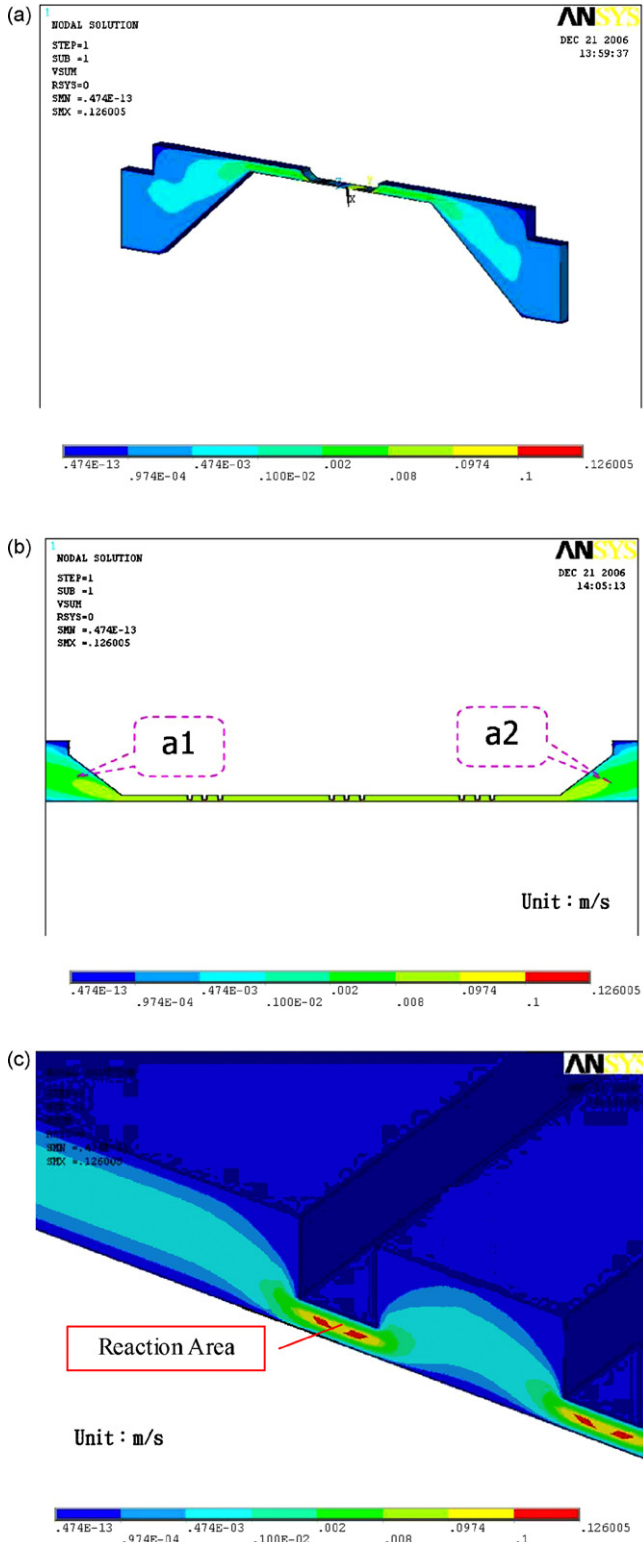 (a)
1
NODAL SOLUTION
STEP=1
SUB =1
VSUM
RSYS=0
SMN =.474E-13
SMX =.126005
ANSYS
DEC 21 2006
13:59:37
Z Y
X
.474E-13 .474E-03 .002 .0974 .126005
.974E-04 .100E-02 .008 .1
(b)
1
NODAL SOLUTION
STEP=1
SUB =1
VSUM
RSYS=0
SMN =.474E-13
SMX =.126005
ANSYS
DEC 21 2006
14:05:13
a1
a2
Unit : m/s
.474E-13 .474E-03 .002 .0974 .126005
.974E-04 .100E-02 .008 .1
(c)
ANSYS
SMX =.126005
Reaction Area
Unit : m/s
.474E-13 .474E-03 .002 .0974 .126005
.974E-04 .100E-02 .008 .1